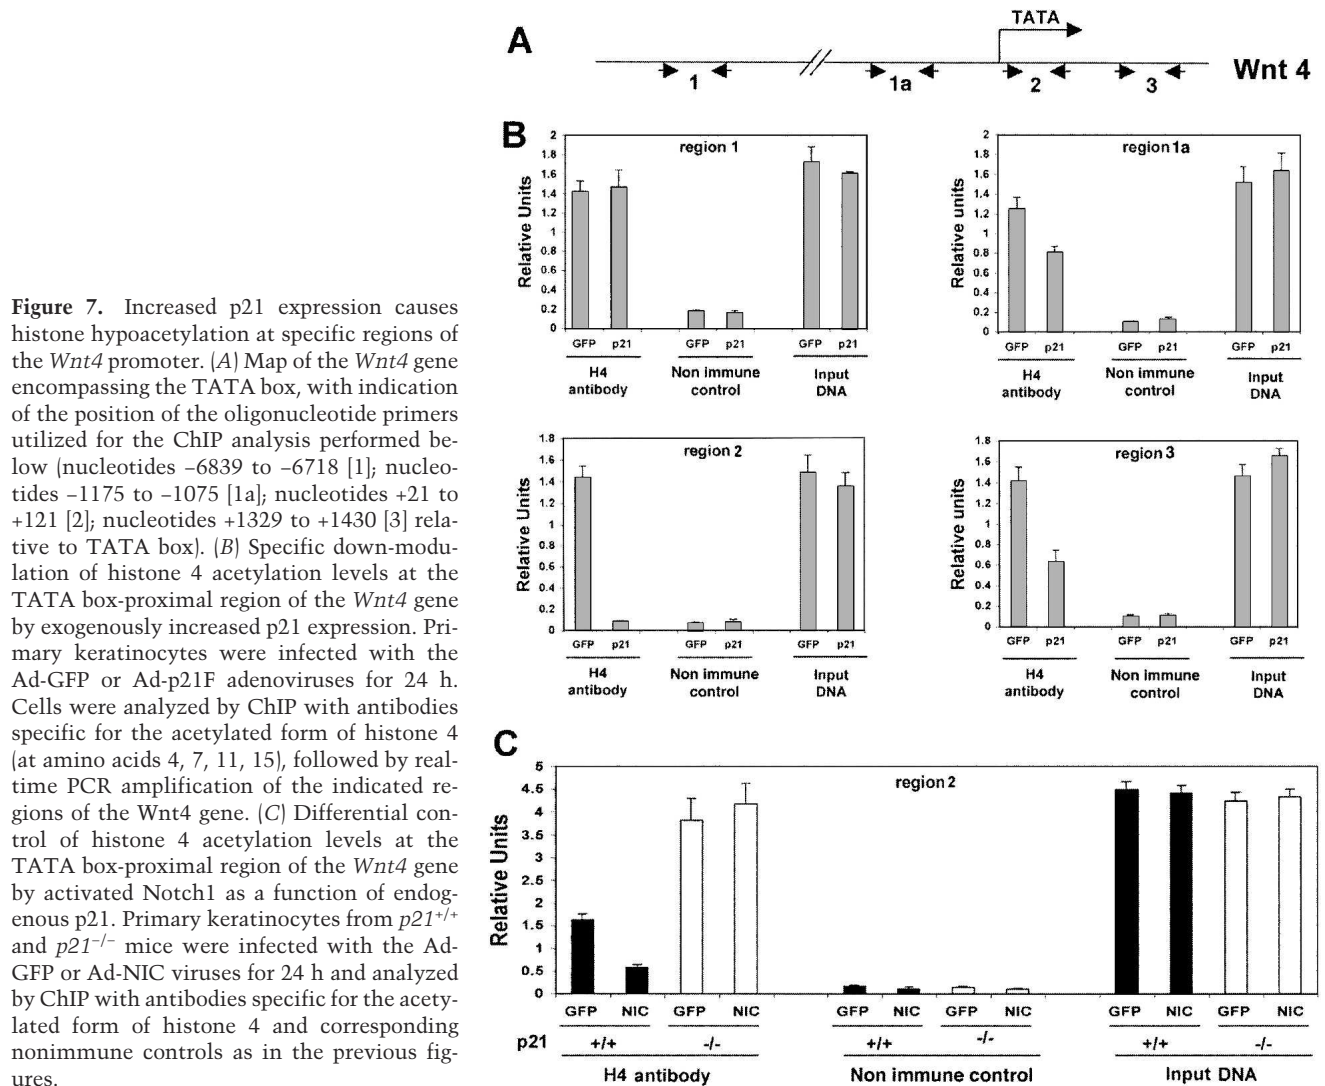 Figure 7. Increased p21 expression causes
histone hypoacetylation at specific regions of
the Wnt4 promoter. (A) Map of the Wnt4 gene
encompassing the TATA box, with indication
of the position of the oligonucleotide primers
utilized for the ChIP analysis performed be-
low (nucleotides –6839 to –6718 [1]; nucleo-
tides –1175 to –1075 [1a]; nucleotides +21 to
+121 [2]; nucleotides +1329 to +1430 [3] rela-
tive to TATA box). (B) Specific down-modu-
lation of histone 4 acetylation levels at the
TATA box-proximal region of the Wnt4 gene
by exogenously increased p21 expression. Pri-
mary keratinocytes were infected with the
Ad-GFP or Ad-p21F adenoviruses for 24 h.
Cells were analyzed by ChIP with antibodies
specific for the acetylated form of histone 4
(at amino acids 4, 7, 11, 15), followed by real-
time PCR amplification of the indicated re-
gions of the Wnt4 gene. (C) Differential con-
trol of histone 4 acetylation levels at the
TATA box-proximal region of the Wnt4 gene
by activated Notch1 as a function of endog-
enous p21. Primary keratinocytes from p21+/+
and p21−/− mice were infected with the Ad-
GFP or Ad-NIC viruses for 24 h and analyzed
by ChIP with antibodies specific for the acety-
lated form of histone 4 and corresponding
nonimmune controls as in the previous fig-
ures.
A
TATA
1 1a 2 3
Wnt 4
B
region 1
Relative Units
2
1.8
1.6
1.4
1.2
1
0.8
0.6
0.4
0.2
0
GFP p21 GFP p21 GFP p21
H4 antibody
Non immune control
Input DNA
region 1a
Relative units
2
1.8
1.6
1.4
1.2
1
0.8
0.6
0.4
0.2
0
GFP p21 GFP p21 GFP p21
H4 antibody
Non immune control
Input DNA
region 2
Relative Units
1.8
1.6
1.4
1.2
1
0.8
0.6
0.4
0.2
0
GFP p21 GFP p21 GFP p21
H4 antibody
Non immune control
Input DNA
region 3
Relative Units
1.8
1.6
1.4
1.2
1
0.8
0.6
0.4
0.2
0
GFP p21 GFP p21 GFP p21
H4 antibody
Non immune control
Input DNA
C
region 2
Relative Units
5
4.5
4
3.5
3
2.5
2
1.5
1
0.5
0
GFP NIC GFP NIC GFP NIC GFP NIC GFP NIC GFP NIC
p21 +/+ -/- +/+ -/- +/+ -/-
H4 antibody Non immune control Input DNA